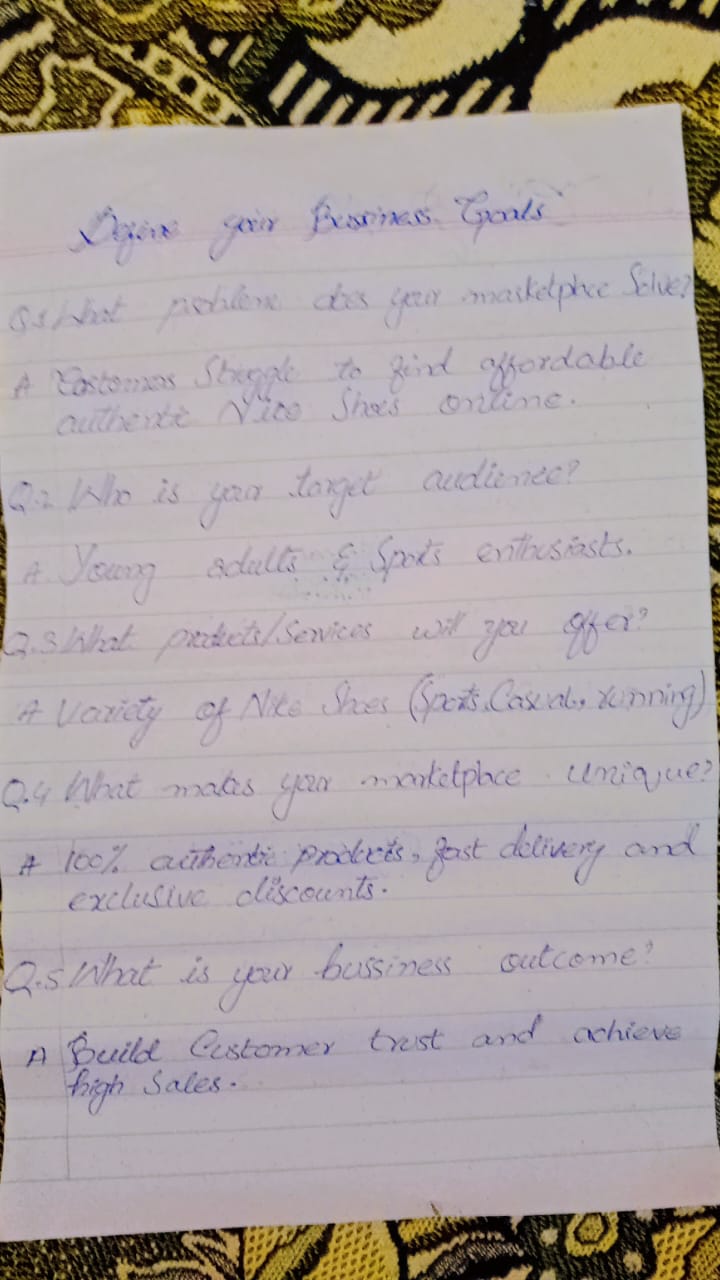 Define your Bussiness Goals
Q.1 What problem does your marketplace Solve?
A Customers Struggle to find affordable
authentic Nike Shoes online.
Q.2 Who is your target audience?
A Young adults & Sports enthusiasts.
Q.3 What products/Services will you offer?
A Variety of Nike Shoes (Sports, Casual, running)
Q.4 What makes your marketplace unique?
A 100% authentic products, fast delivery and
exclusive discounts.
Q.5 What is your bussiness outcome?
A Build Customer trust and achieve
high Sales.